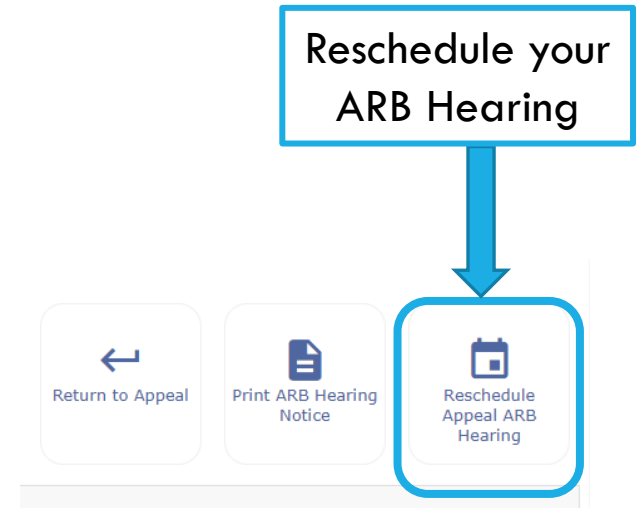 Reschedule your
ARB Hearing
Return to Appeal
Print ARB Hearing
Notice
Reschedule
Appeal ARB
Hearing